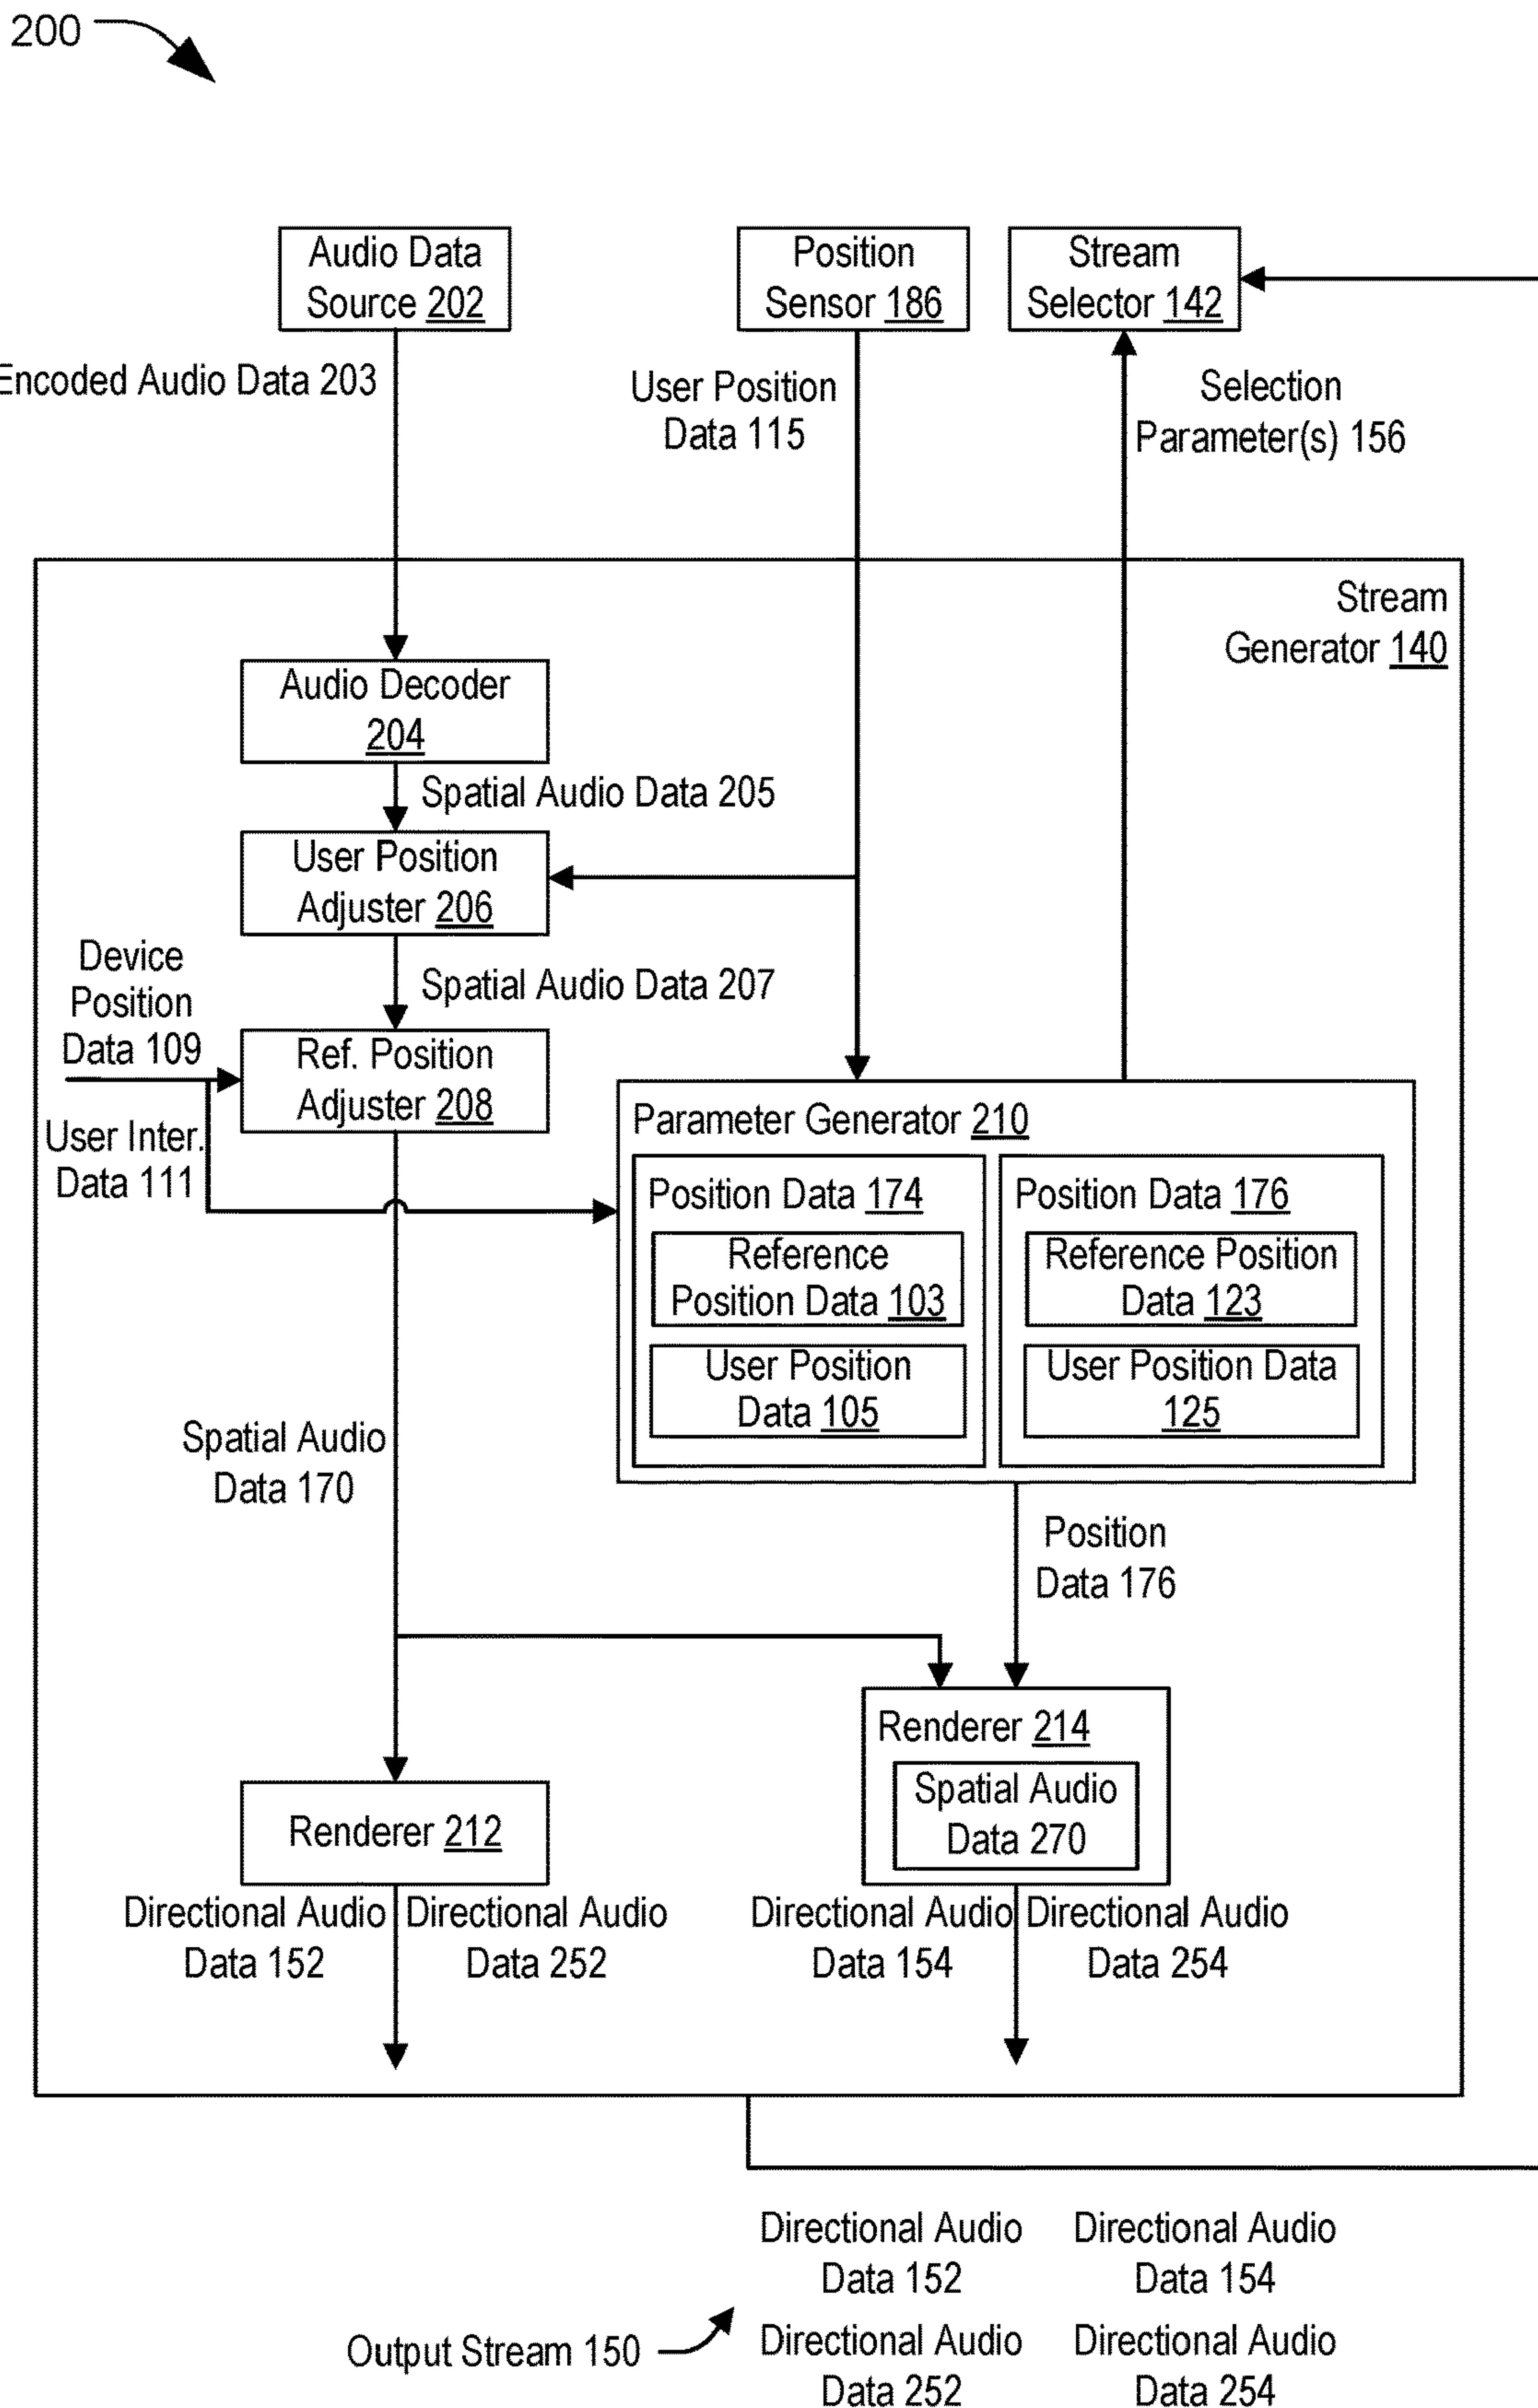 200
Audio Data
Source 202
Position
Sensor 186
Stream
Selector 142
Encoded Audio Data 203
User Position
Data 115
Selection
Parameter(s) 156
Stream
Generator 140
Audio Decoder
204
Spatial Audio Data 205
User Position
Adjuster 206
Device
Position
Data 109
Spatial Audio Data 207
Ref. Position
Adjuster 208
User Inter.
Data 111
Parameter Generator 210
Position Data 174
Reference
Position Data 103
User Position
Data 105
Position Data 176
Reference Position
Data 123
User Position Data
125
Spatial Audio
Data 170
Position
Data 176
Renderer 214
Spatial Audio
Data 270
Renderer 212
Directional Audio
Data 152
Directional Audio
Data 252
Directional Audio
Data 154
Directional Audio
Data 254
Directional Audio
Data 152
Directional Audio
Data 154
Output Stream 150
Directional Audio
Data 252
Directional Audio
Data 254